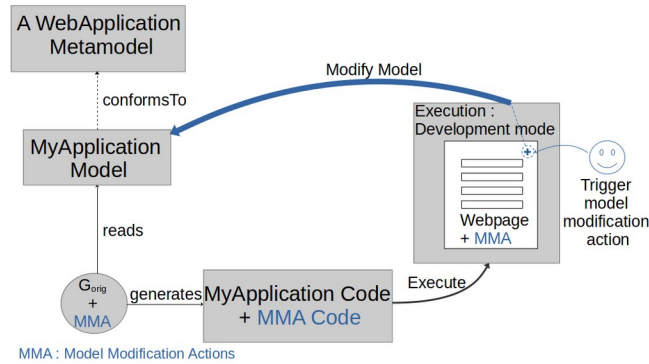 A WebApplication
Metamodel
Modify Model
conformsTo
Execution :
Development mode
MyApplication
Model
Webpage
+ MMA
Trigger
model
modification
action
reads
Gorig
+
MMA
generates
MyApplication Code
+ MMA Code
Execute
MMA : Model Modification Actions